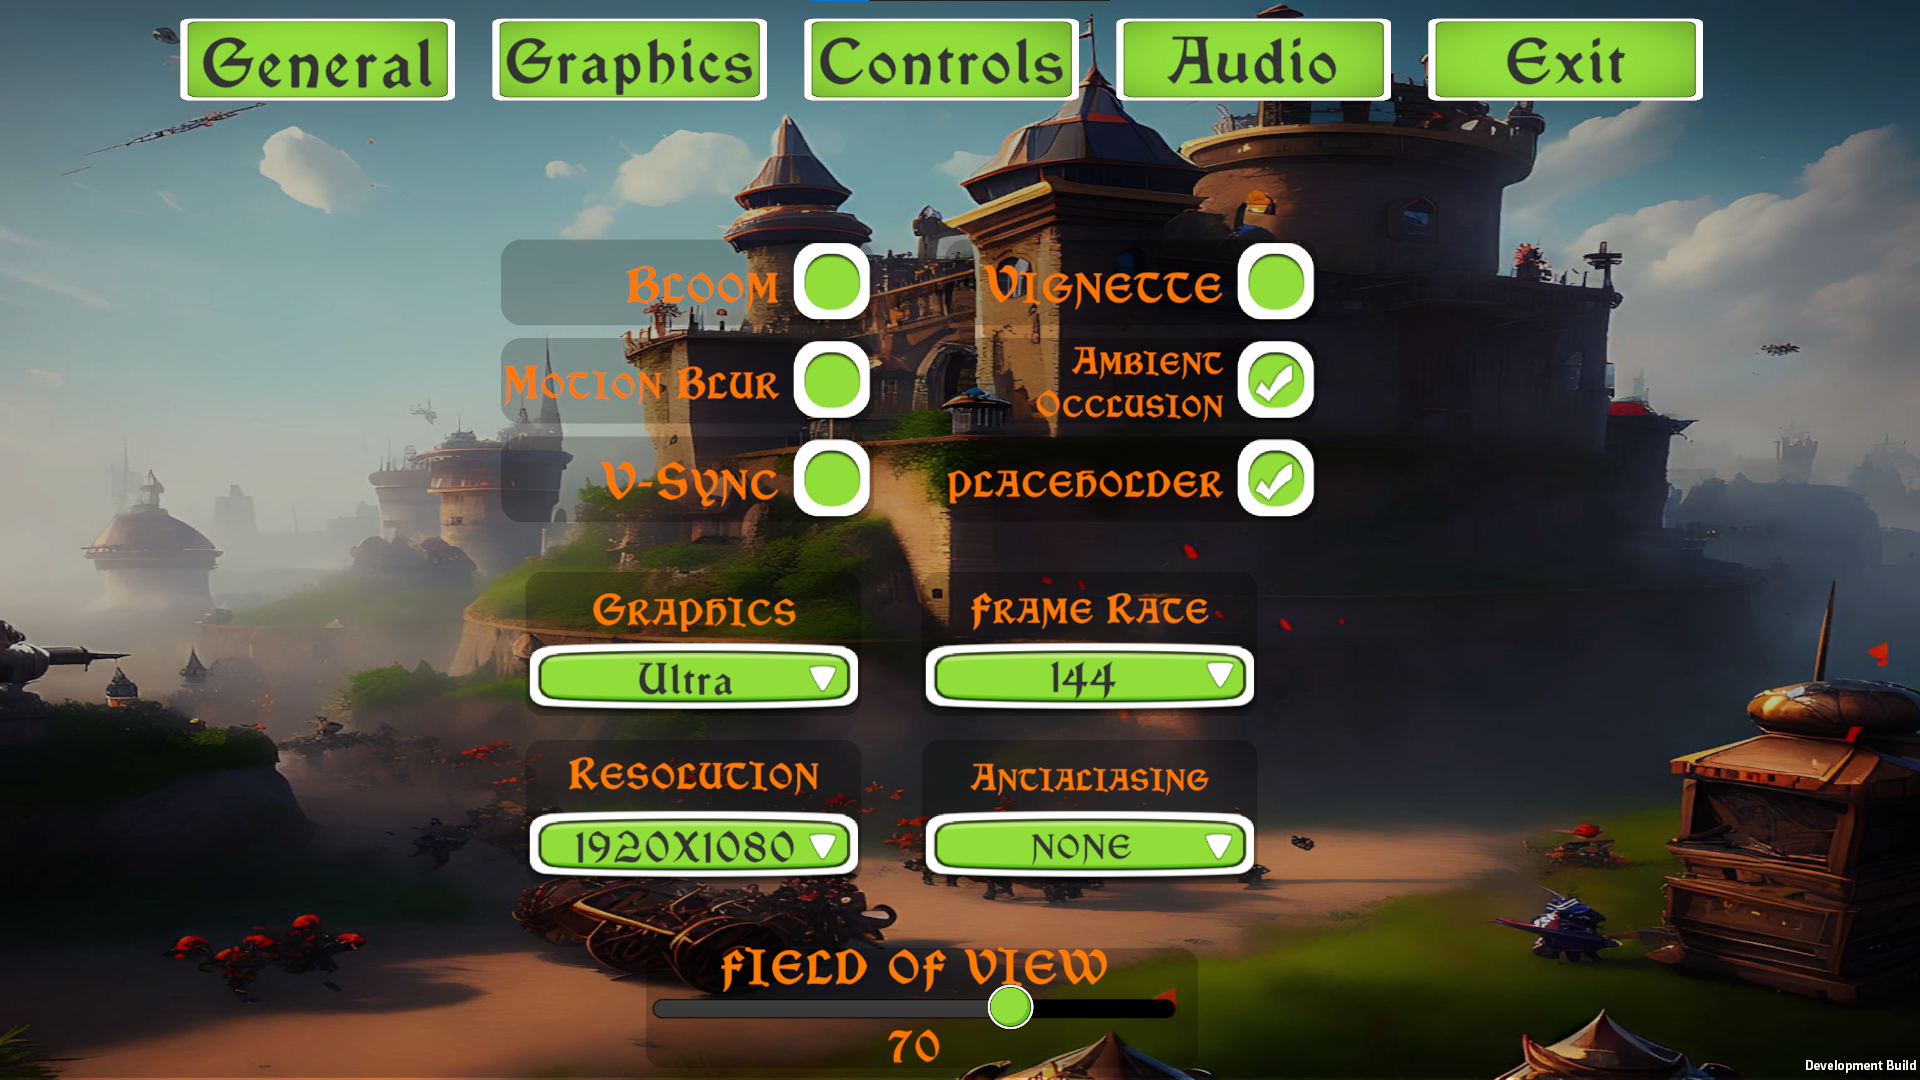 General Graphics Controls Audio Exit
Bloom Vignette
Motion Blur Ambient
Occlusion
V-Sync placeholder
Graphics Frame Rate
Ultra 144
Resolution Antialiasing
1920X1080 NONE
Field of View
70
Development Build